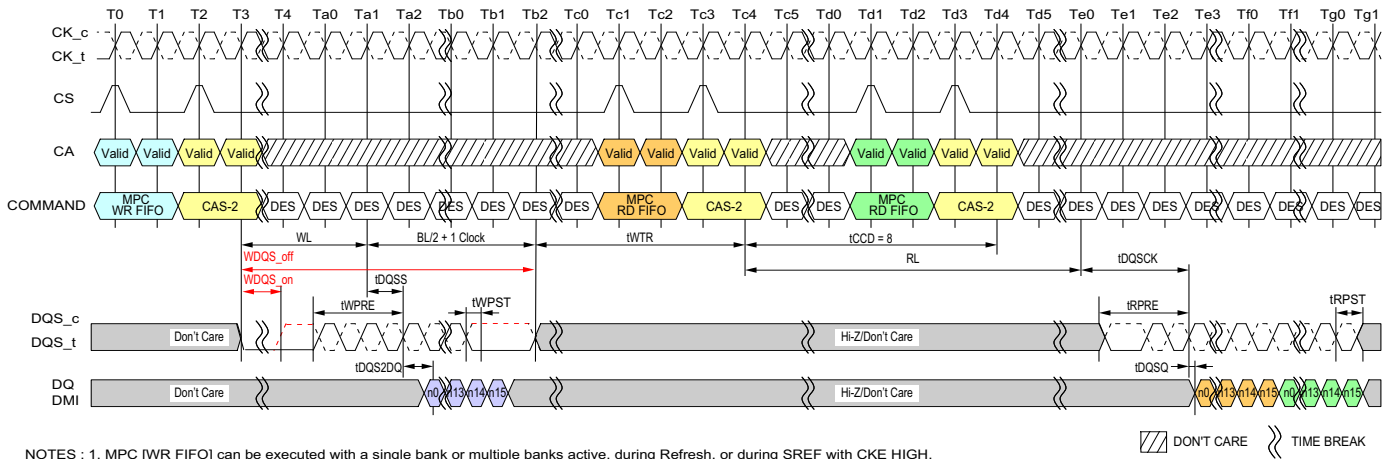 T0 T1 T2 T3 T4 Ta0 Ta1 Ta2 Tb0 Tb1 Tb2 Tc0 Tc1 Tc2 Tc3 Tc4 Tc5 Td0 Td1 Td2 Td3 Td4 Td5 Te0 Te1 Te2 Te3 Tf0 Tf1 Tg0 Tg1
CK_c
CK_t
CS
CA Valid Valid Valid Valid Valid Valid Valid Valid Valid Valid Valid Valid
COMMAND MPC WR FIFO CAS-2 DES DES DES DES DES DES DES DES MPC RD FIFO CAS-2 DES DES MPC RD FIFO CAS-2 DES DES DES DES DES DES DES DES DES
WL BL/2 + 1 Clock tWTR tCCD = 8
WDQS_off RL tDQSCK
WDQS_on tDQSS
tWPRE tWPST tRPRE tRPST
DQS_c
DQS_t Don't Care Hi-Z/Don't Care
tDQS2DQ tDQSQ
DQ
DMI Don't Care n0 n13 n14 n15 Hi-Z/Don't Care n0 n13 n14 n15 n0 n13 n14 n15
DON'T CARE TIME BREAK
NOTES : 1. MPC [WR FIFO] can be executed with a single bank or multiple banks active, during Refresh, or during SREF with CKE HIGH.